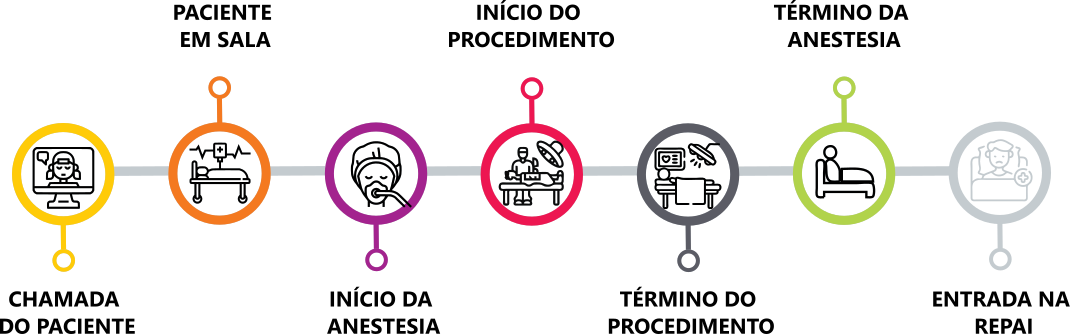 CHAMADA
DO PACIENTE
PACIENTE
EM SALA
INÍCIO DA
ANESTESIA
INÍCIO DO
PROCEDIMENTO
TÉRMINO DO
PROCEDIMENTO
TÉRMINO DA
ANESTESIA
ENTRADA NA
REPAI